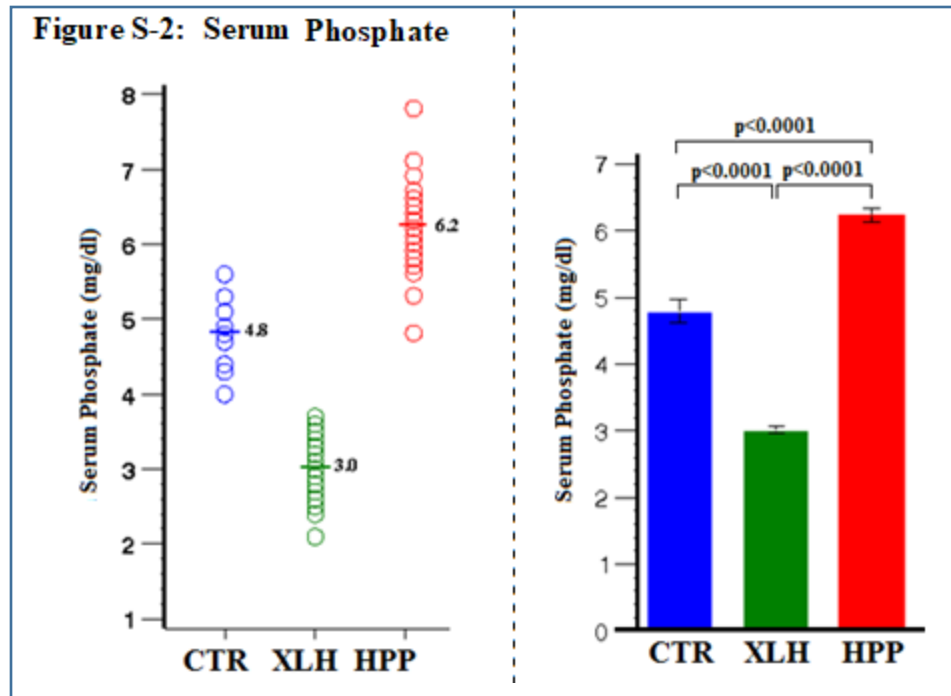 Figure S-2: Serum Phosphate
Serum Phosphate (mg/dl)
8
7
6
5
4
3
2
1
6.2
4.8
3.0
CTR XLH HPP
p<0.0001
p<0.0001 p<0.0001
Serum Phosphate (mg/dl)
7
6
5
4
3
2
1
0
CTR XLH HPP